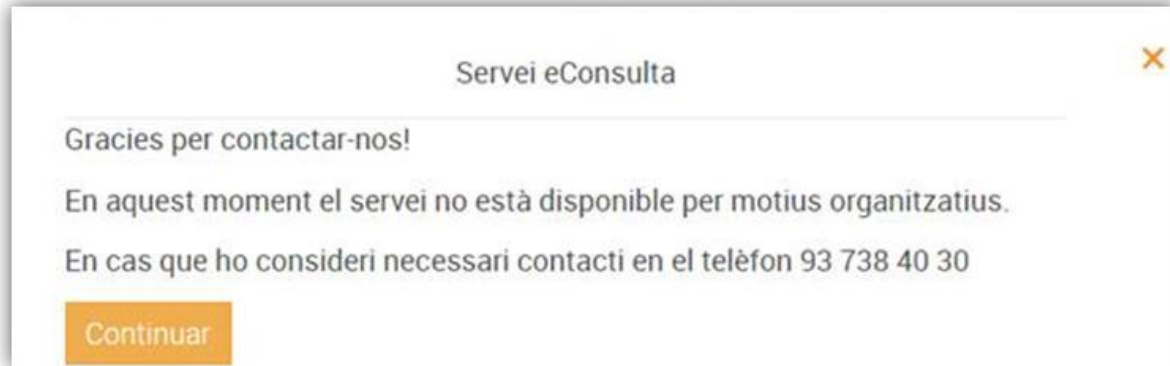 Servei eConsulta
Gracies per contactar-nos!
En aquest moment el servei no està disponible per motius organitzatius.
En cas que ho consideri necessari contacti en el telèfon 93 738 40 30
Continuar